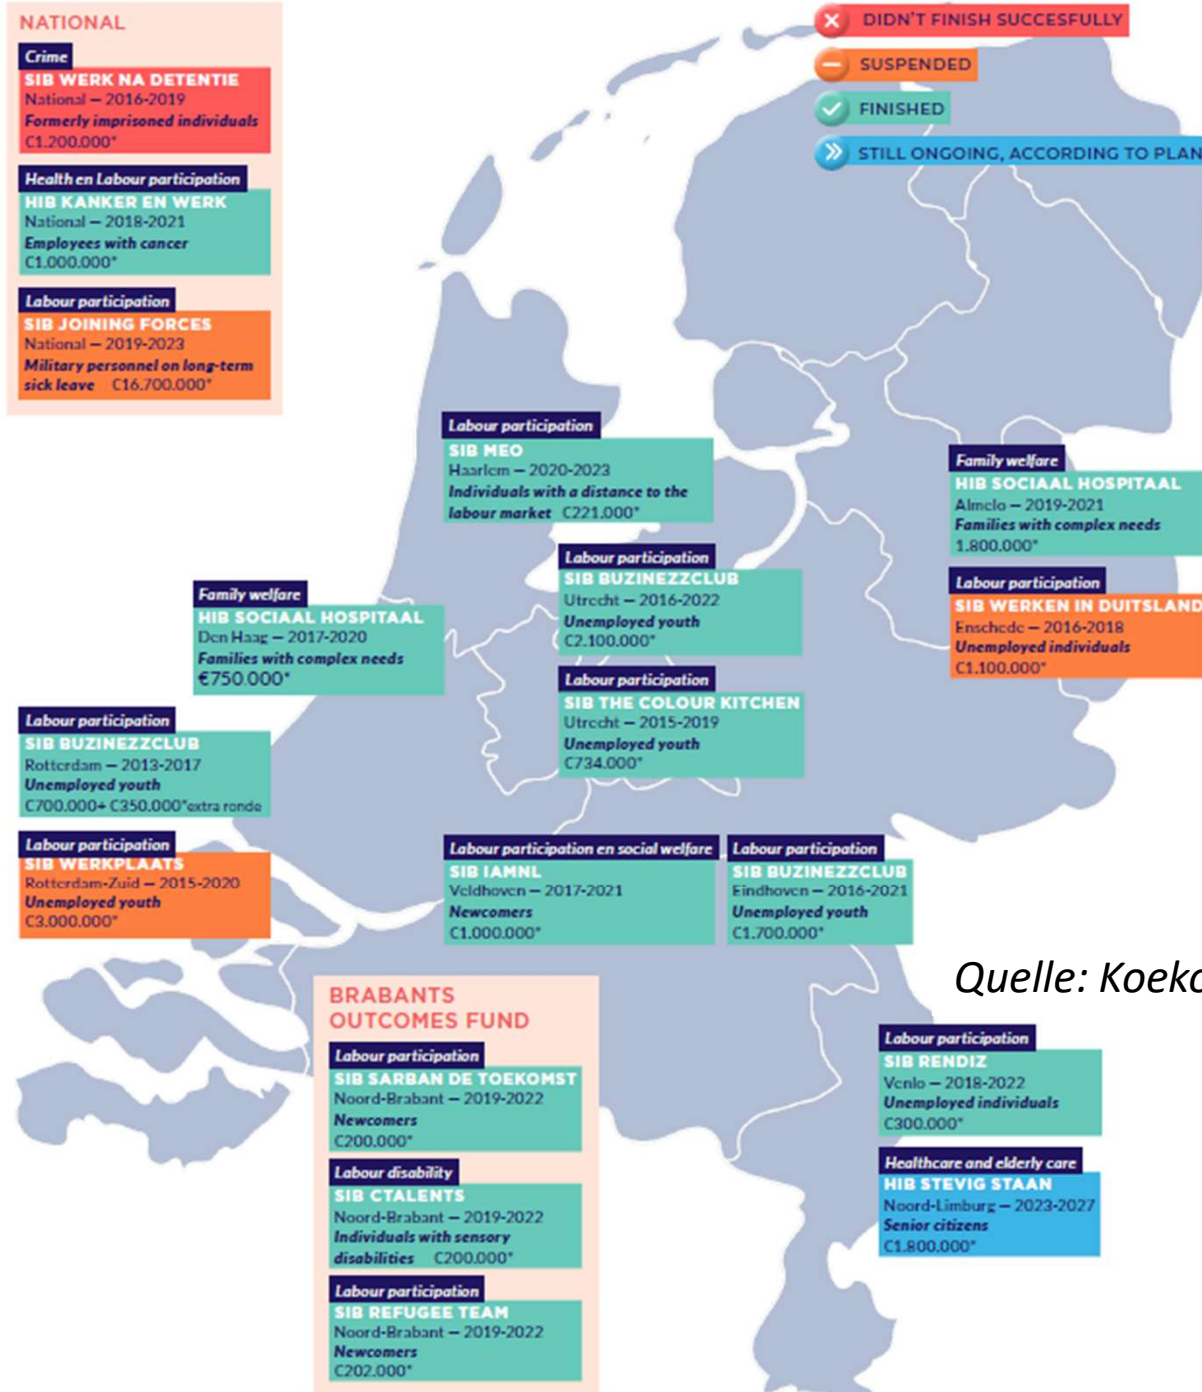 NATIONAL
Crime
SIB WERK NA DETENTIE
National — 2016-2019
Formerly imprisoned individuals
€1.200.000*
Health en Labour participation
HIB KANKER EN WERK
National — 2018-2021
Employees with cancer
€1.000.000*
Labour participation
SIB JOINING FORCES
National — 2019-2023
Military personnel on long-term
sick leave €16.700.000*
DIDN'T FINISH SUCCESFULLY
SUSPENDED
FINISHED
STILL ONGOING, ACCORDING TO PLAN
Labour participation
SIB MEO
Haarlem — 2020-2023
Individuals with a distance to the
labour market €221.000*
Family welfare
HIB SOCIAAL HOSPITAAL
Almelo — 2019-2021
Families with complex needs
1.800.000*
Labour participation
SIB BUZINEZZCLUB
Utrecht — 2016-2022
Unemployed youth
€2.100.000*
Labour participation
SIB WERKEN IN DUITSLAND
Enschede — 2016-2018
Unemployed individuals
€1.100.000*
Family welfare
HIB SOCIAAL HOSPITAAL
Den Haag — 2017-2020
Families with complex needs
€750.000*
Labour participation
SIB THE COLOUR KITCHEN
Utrecht — 2015-2019
Unemployed youth
€734.000*
Labour participation
SIB BUZINEZZCLUB
Rotterdam — 2013-2017
Unemployed youth
€700.000+ €350.000*extra ronde
Labour participation
SIB WERKPLAATS
Rotterdam-Zuid — 2015-2020
Unemployed youth
€3.000.000*
Labour participation en social welfare
SIB IAMNL
Veldhoven — 2017-2021
Newcomers
€1.000.000*
Labour participation
SIB BUZINEZZCLUB
Eindhoven — 2016-2021
Unemployed youth
€1.700.000*
Quelle: Koeko
BRABANTS
OUTCOMES FUND
Labour participation
SIB SARBAN DE TOEKOMST
Noord-Brabant — 2019-2022
Newcomers
€200.000*
Labour disability
SIB CTALENTS
Noord-Brabant — 2019-2022
Individuals with sensory
disabilities €200.000*
Labour participation
SIB REFUGEE TEAM
Noord-Brabant — 2019-2022
Newcomers
€202.000*
Labour participation
SIB RENDIZ
Venlo — 2018-2022
Unemployed individuals
€300.000*
Healthcare and elderly care
HIB STEVIG STAAN
Noord-Limburg — 2023-2027
Senior citizens
€1.800.000*